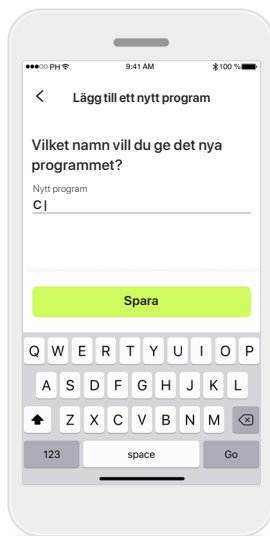 ●●●○○ PH 9:41 AM 100 %
Lägg till ett nytt program
Vilket namn vill du ge det nya
programmet?
Nytt program
C |
Spara
Q W E R T Y U I O P
A S D F G H J K L
Z X C V B N M
123 space Go